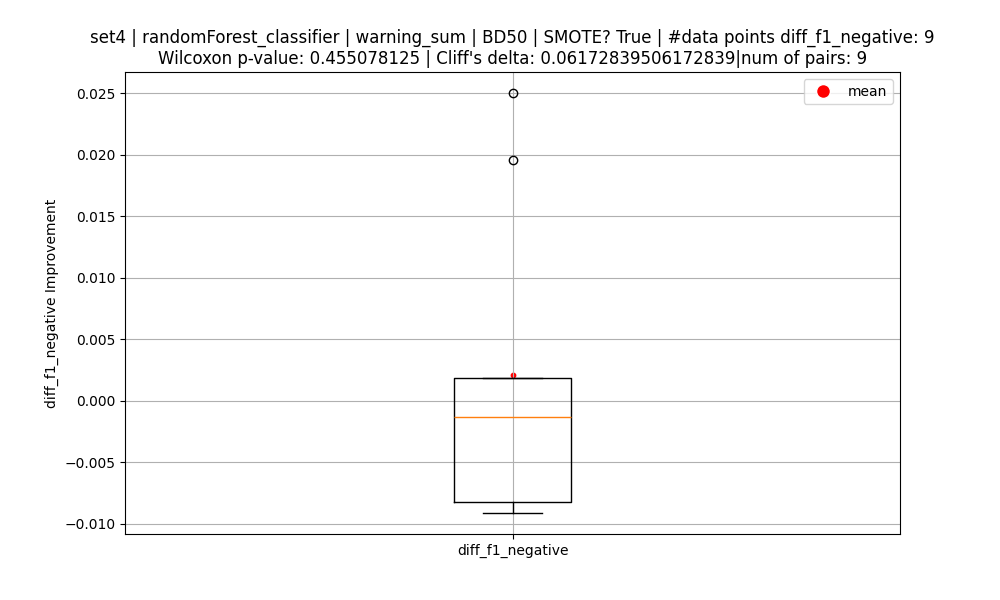 set4 | randomForest_classifier | warning_sum | BD50 | SMOTE? True | #data points diff_f1_negative: 9
Wilcoxon p-value: 0.455078125 | Cliff's delta: 0.06172839506172839|num of pairs: 9
mean
0.025
0.020
0.015
0.010
0.005
0.000
−0.005
−0.010
diff_f1_negative Improvement
diff_f1_negative